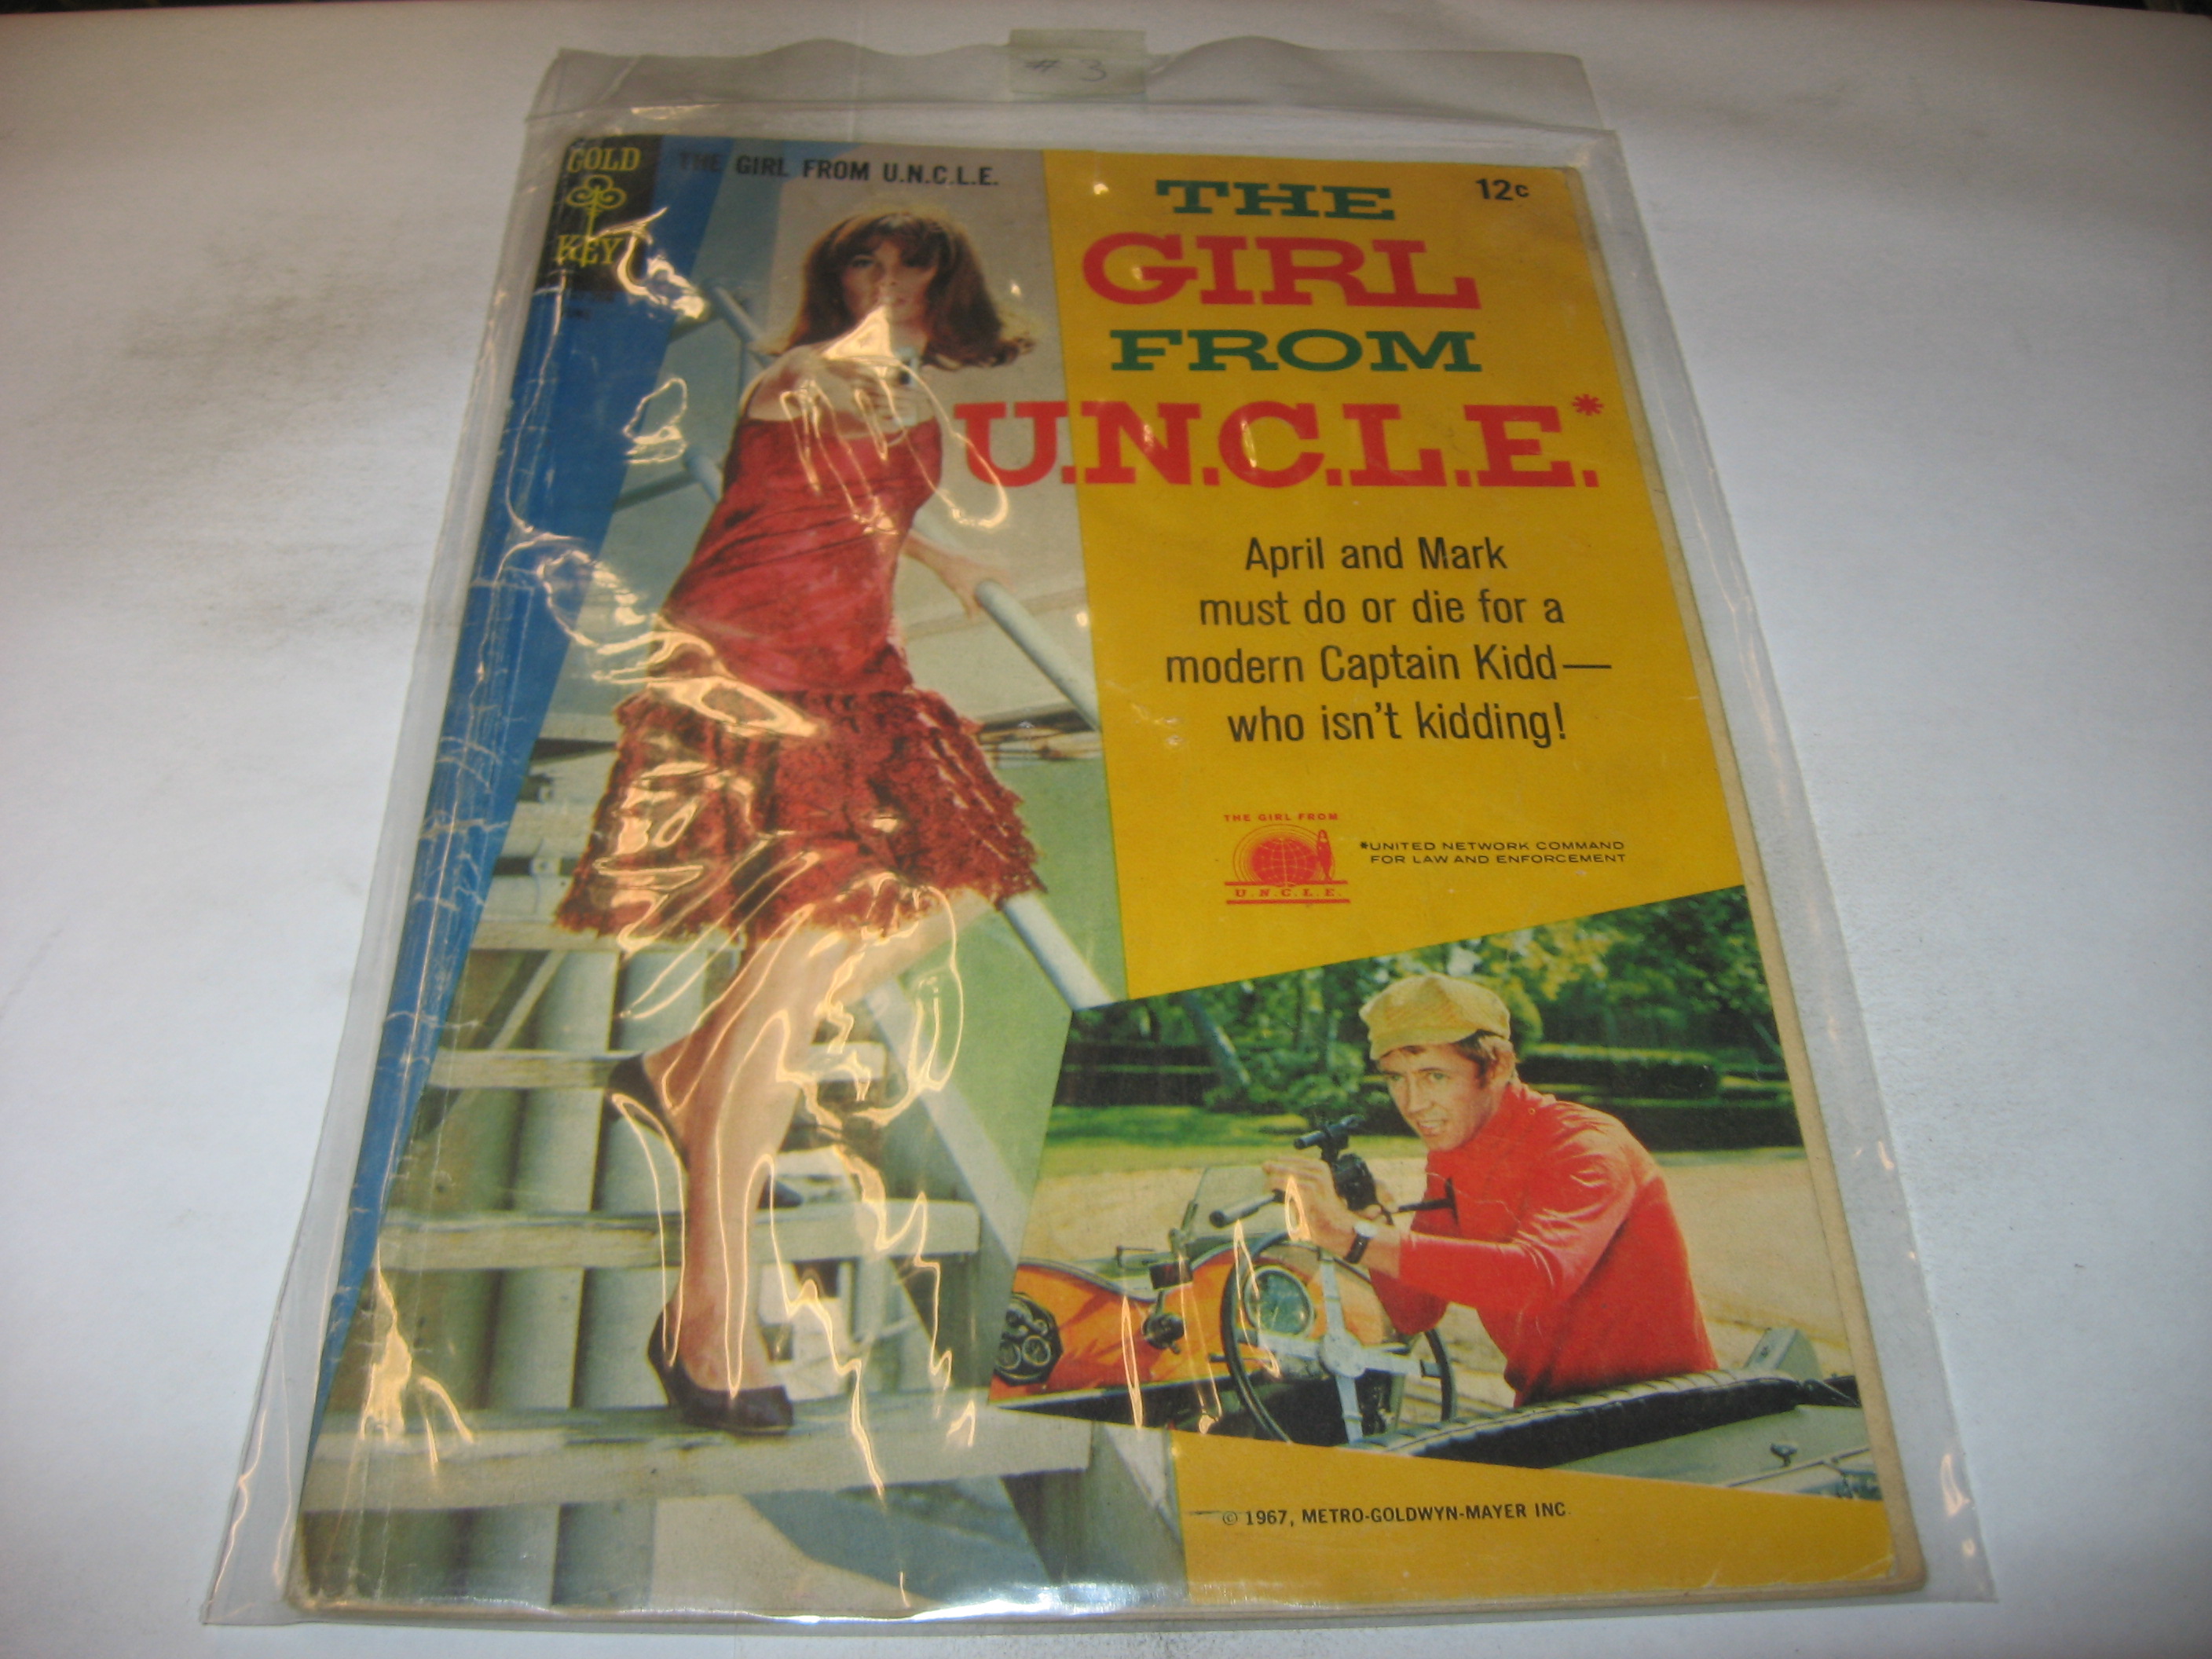 # 3
GOLD
KEY
THE GIRL FROM U.N.C.L.E.
12c
THE
GIRL
FROM
U.N.C.L.E.*
April and Mark
must do or die for a
modern Captain Kidd—
who isn't kidding!
THE GIRL FROM
U.N.C.L.E.
*UNITED NETWORK COMMAND
FOR LAW AND ENFORCEMENT
© 1967, METRO-GOLDWYN-MAYER INC.